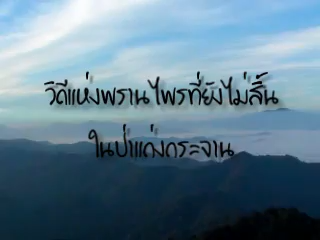 วิถีแห่งพรานไพรที่ยังไม่สิ้น
ในป่าแก่งกระจาน